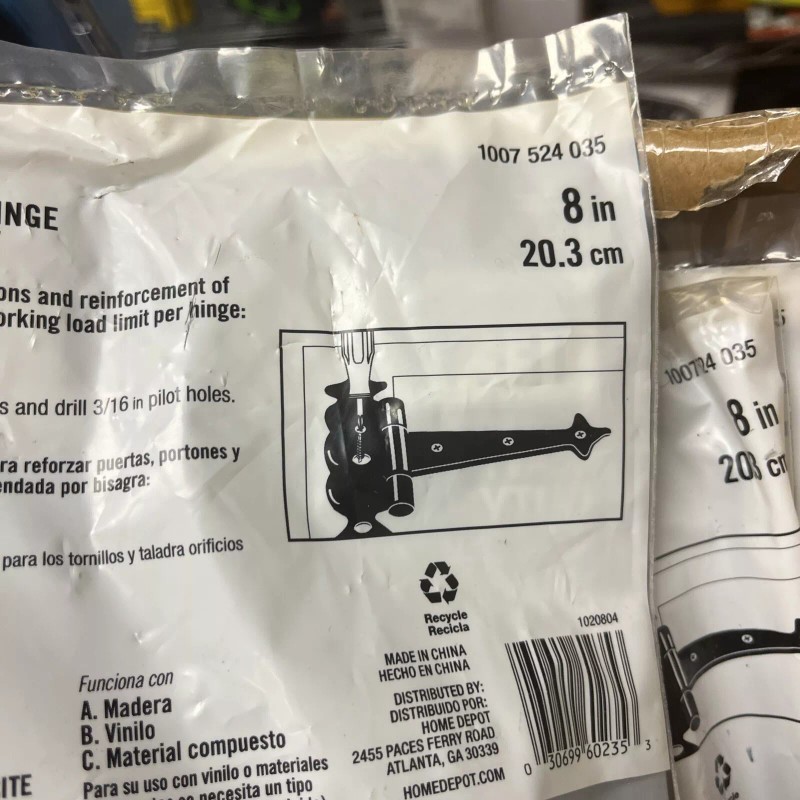 1007 524 035
8 in
20.3 cm
INGE
ons and reinforcement of
orking load limit per hinge:
s and drill 3/16 in pilot holes.
ra reforzar puertas, portones y
endada por bisagra:
para los tornillos y taladra orificios
Recycle
Recicla
1020804
MADE IN CHINA
HECHO EN CHINA
DISTRIBUTED BY:
DISTRIBUIDO POR:
HOME DEPOT
2455 PACES FERRY ROAD
ATLANTA, GA 30339
HOMEDEPOT.COM
0 30699 60235 3
Funciona con
A. Madera
B. Vinilo
C. Material compuesto
Para su uso con vinilo o materiales
necesita un tipo
ITE
035
8 in